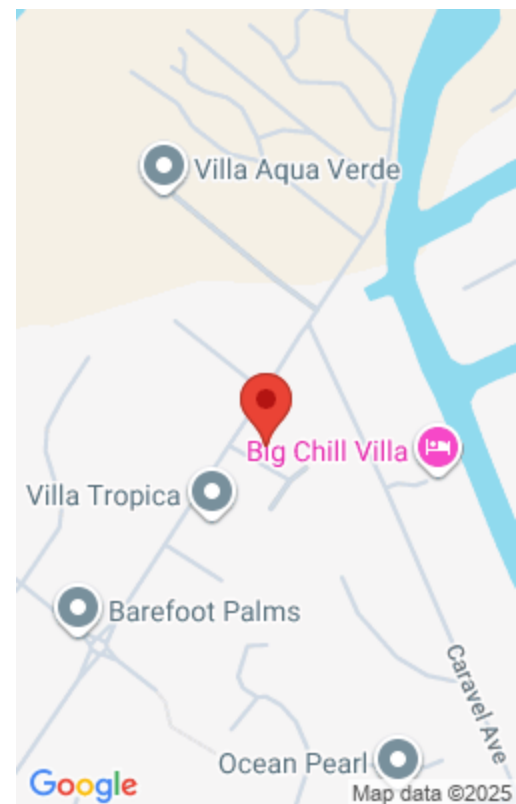 Villa Aqua Verde
Big Chill Villa
Villa Tropica
Barefoot Palms
Caravel Ave
Ocean Pearl
Google
Map data ©2025